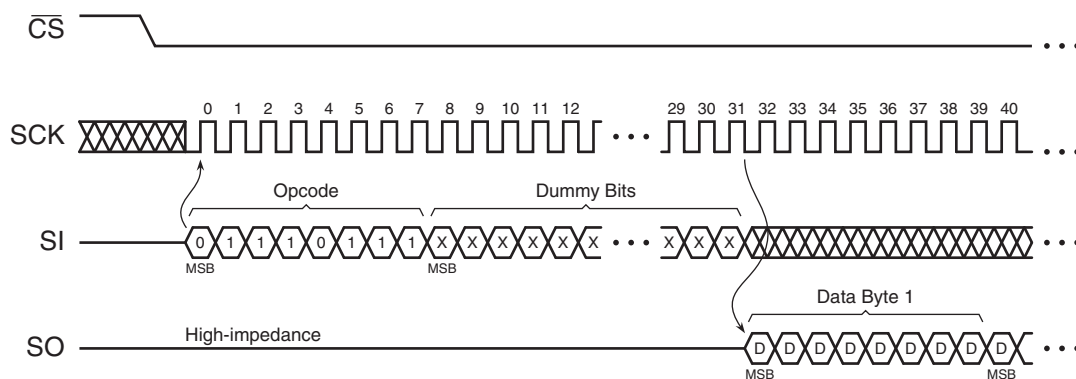 CS
0 1 2 3 4 5 6 7 8 9 10 11 12 29 30 31 32 33 34 35 36 37 38 39 40
SCK
Opcode Dummy Bits
SI 0 1 1 1 0 1 1 1 X X X X X X X X X
MSB MSB
Data Byte 1
High-impedance
SO D D D D D D D D D
MSB MSB